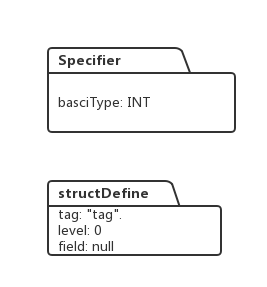 Specifier
basciType: INT
structDefine
tag: "tag".
level: 0
field: null